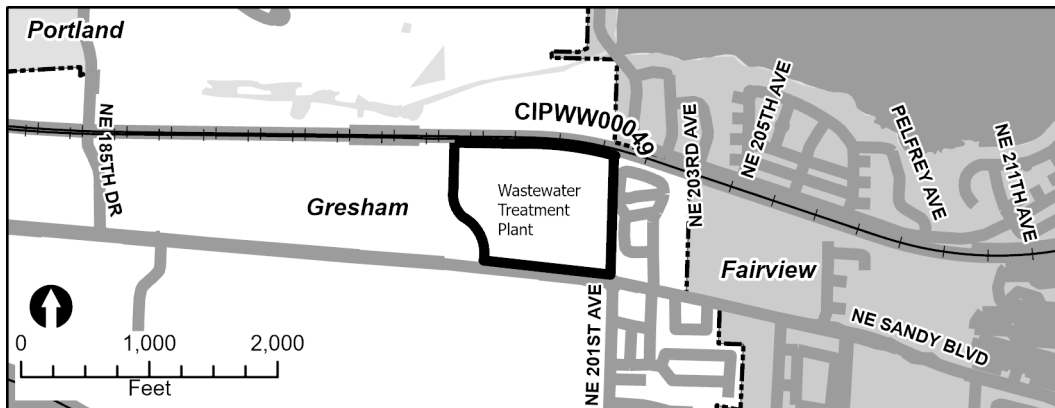 Portland
CIPWW00049
NE 185TH DR
NE 203RD AVE
NE 205TH AVE
PELFREY AVE
NE 211TH AVE
Gresham
Wastewater
Treatment
Plant
Fairview
NE 201ST AVE
NE SANDY BLVD
0 1,000 2,000
Feet